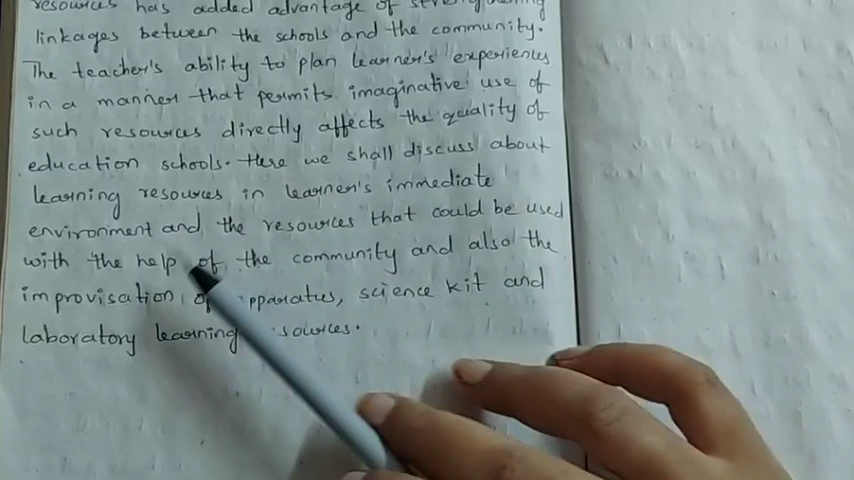 resources has added advantage of strengthening
linkages between the schools and the community.
The teacher's ability to plan learner's experiences
in a manner that permits imaginative use of
such resources directly affects the quality of
education schools. Here we shall discuss about
learning resources in learner's immediate
environment and the resources that could be used
with the help of the community and also the
improvisation of apparatus, science kit and
laboratory learning sources.